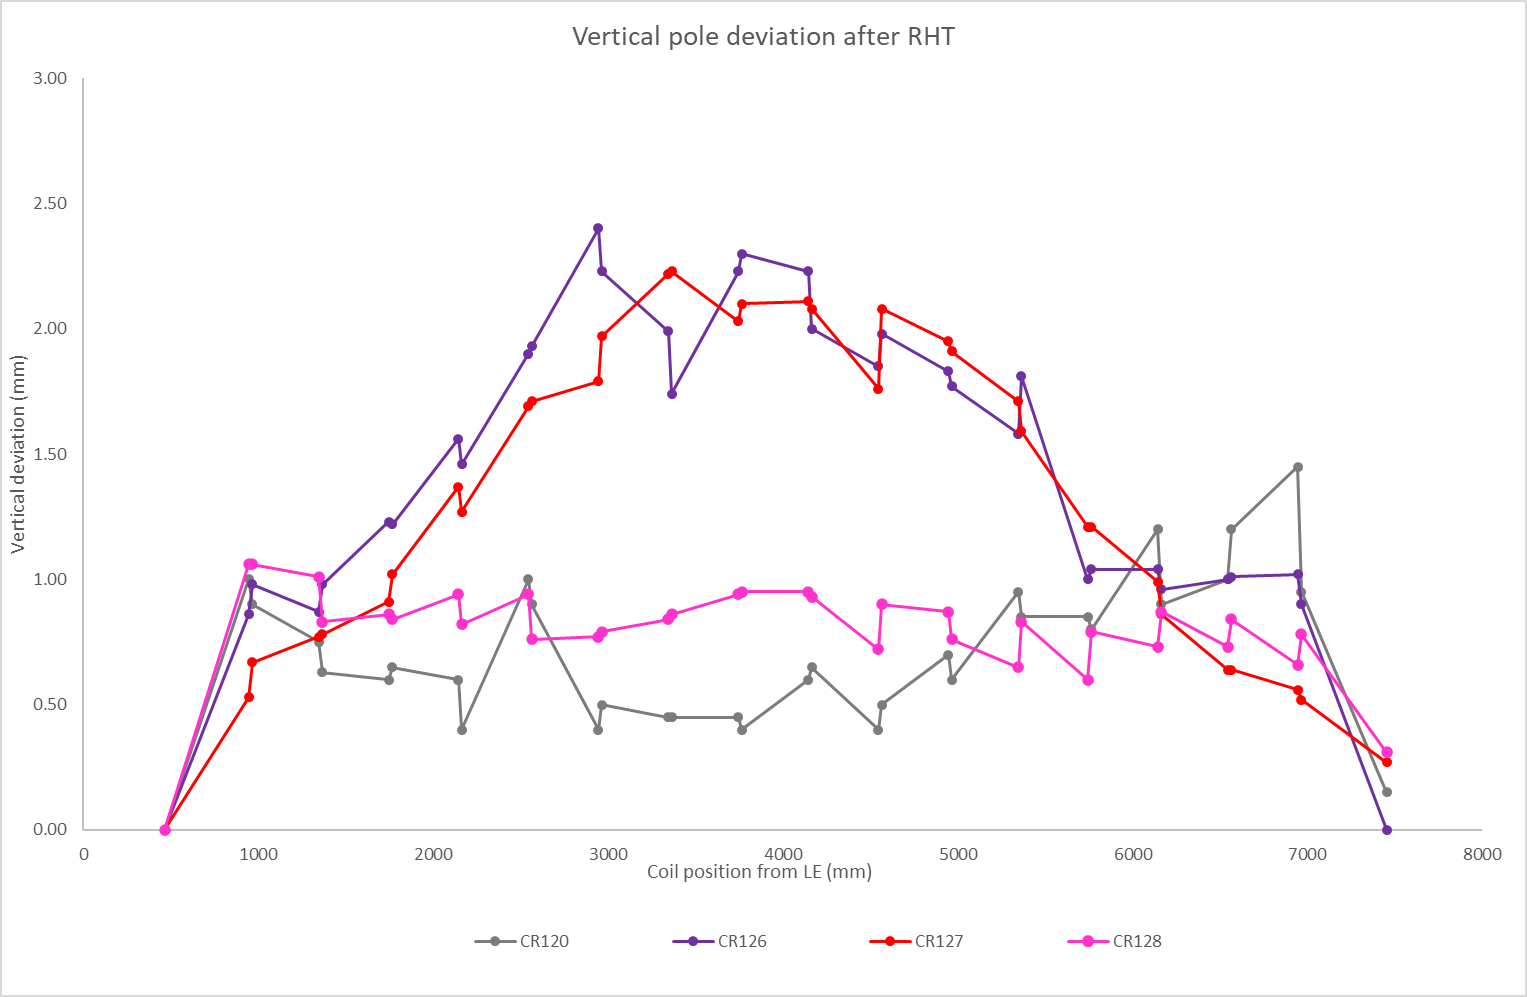 Vertical pole deviation after RHT
3.00
2.50
2.00
1.50
1.00
0.50
0.00
Vertical deviation (mm)
0 1000 2000 3000 4000 5000 6000 7000 8000
Coil position from LE (mm)
CR120 CR126 CR127 CR128